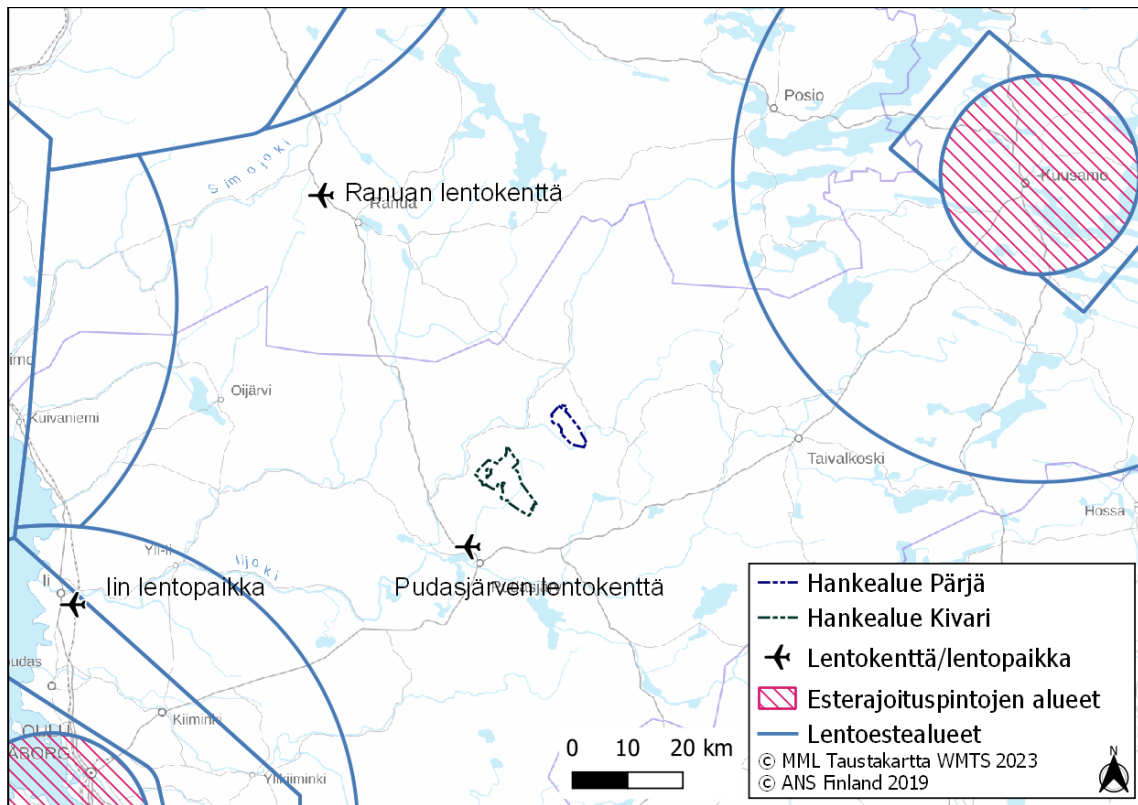 Posio
Simojoki
Kuusamo
Ranuan lentokenttä
Ranua
Oijärvi
Kuivaniemi
Taivalkoski
Hossa
Yli-Ii
Iijoki
Ii
Iin lentopaikka
Pudasjärven lentokenttä
Kiiminki
OULU
ÅBORG
Ylikiiminki
Hankealue Pärjä
Hankealue Kivari
Lentokenttä/lentopaikka
Esterajoituspintojen alueet
Lentoestealueet
0 10 20 km
© MML Taustakartta WMTS 2023
© ANS Finland 2019
N